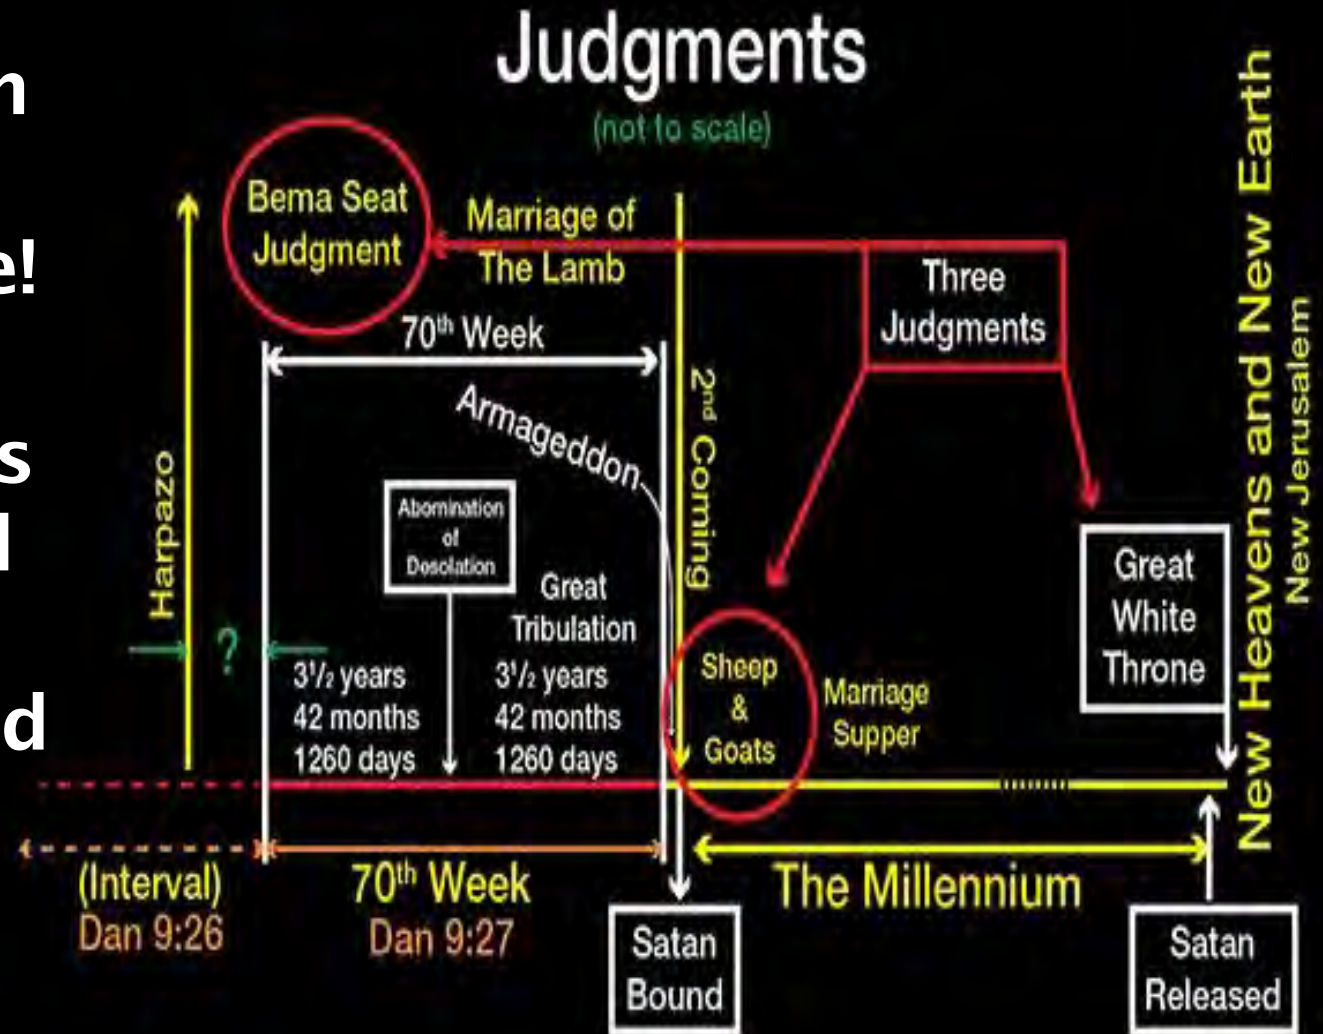 Judgments
(not to scale)
n
e!
s
l
d
Bema Seat
Judgment
Marriage of
The Lamb
Three
Judgments
70th Week
Armageddon
2nd Coming
Harpazo
?
Abomination
of
Desolation
Great
Tribulation
3½ years
42 months
1260 days
3½ years
42 months
1260 days
Sheep
&
Goats
Marriage
Supper
Great
White
Throne
New Heavens and New Earth
New Jerusalem
(Interval)
Dan 9:26
70th Week
Dan 9:27
The Millennium
Satan
Bound
Satan
Released